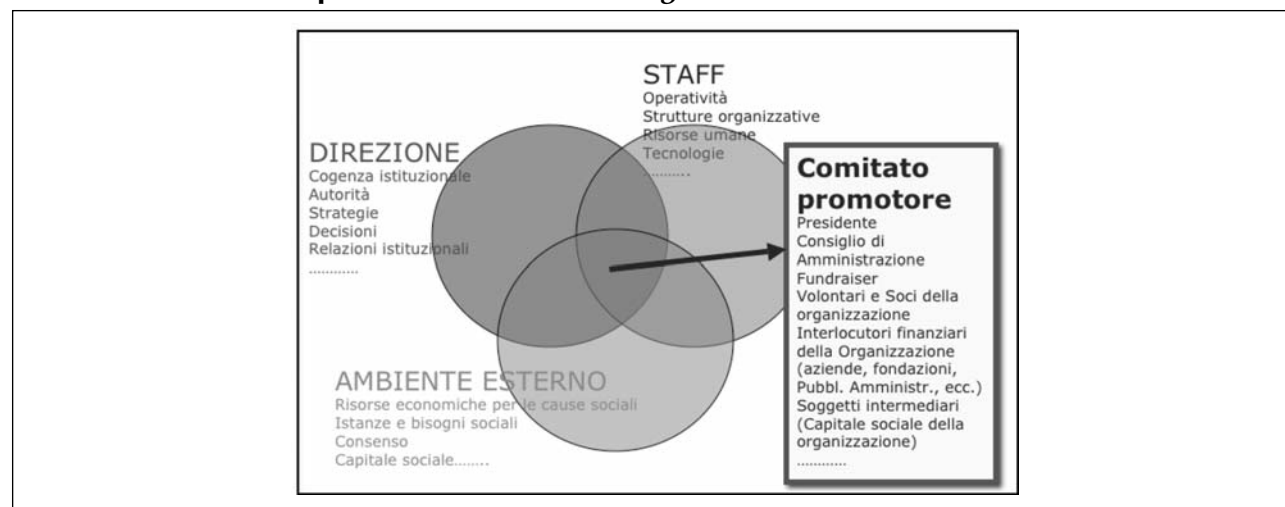 STAFF
Operatività
Strutture organizzative
Risorse umane
Tecnologie
...........
DIREZIONE
Cogenza istituzionale
Autorità
Strategie
Decisioni
Relazioni istituzionali
............
Comitato
promotore
Presidente
Consiglio di
Amministrazione
Fundraiser
Volontari e Soci della
organizzazione
Interlocutori finanziari
della Organizzazione
(aziende, fondazioni,
Pubbl. Amministr., ecc.)
Soggetti intermediari
(Capitale sociale della
organizzazione)
............
AMBIENTE ESTERNO
Risorse economiche per le cause sociali
Istanze e bisogni sociali
Consenso
Capitale sociale........